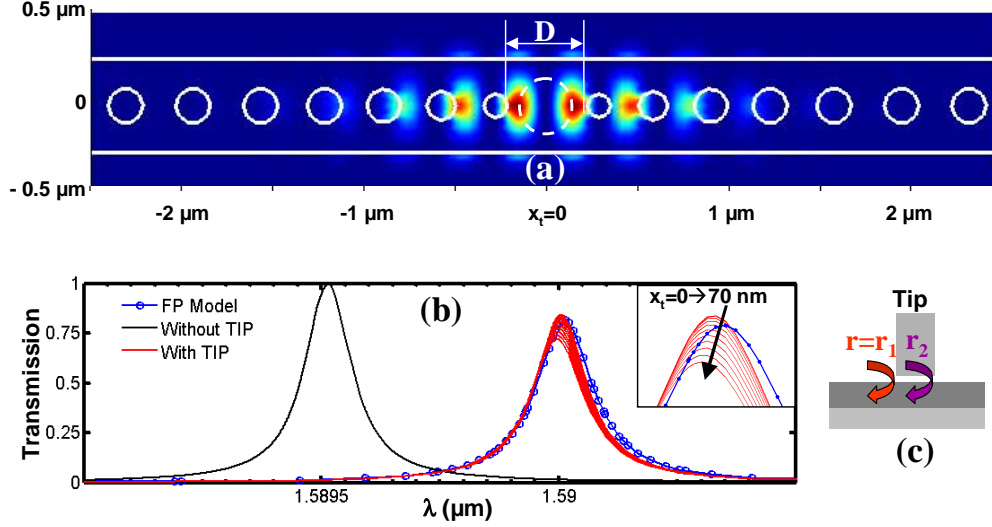 0.5 µm
D
0
(a)
- 0.5 µm
-2 µm
-1 µm
xt=0
1 µm
2 µm
1
0.75
0.5
0.25
0
Transmission
FP Model
Without TIP
With TIP
(b)
xt=0→70 nm
1.5895
1.59
λ (µm)
Tip
r=r1
r2
(c)